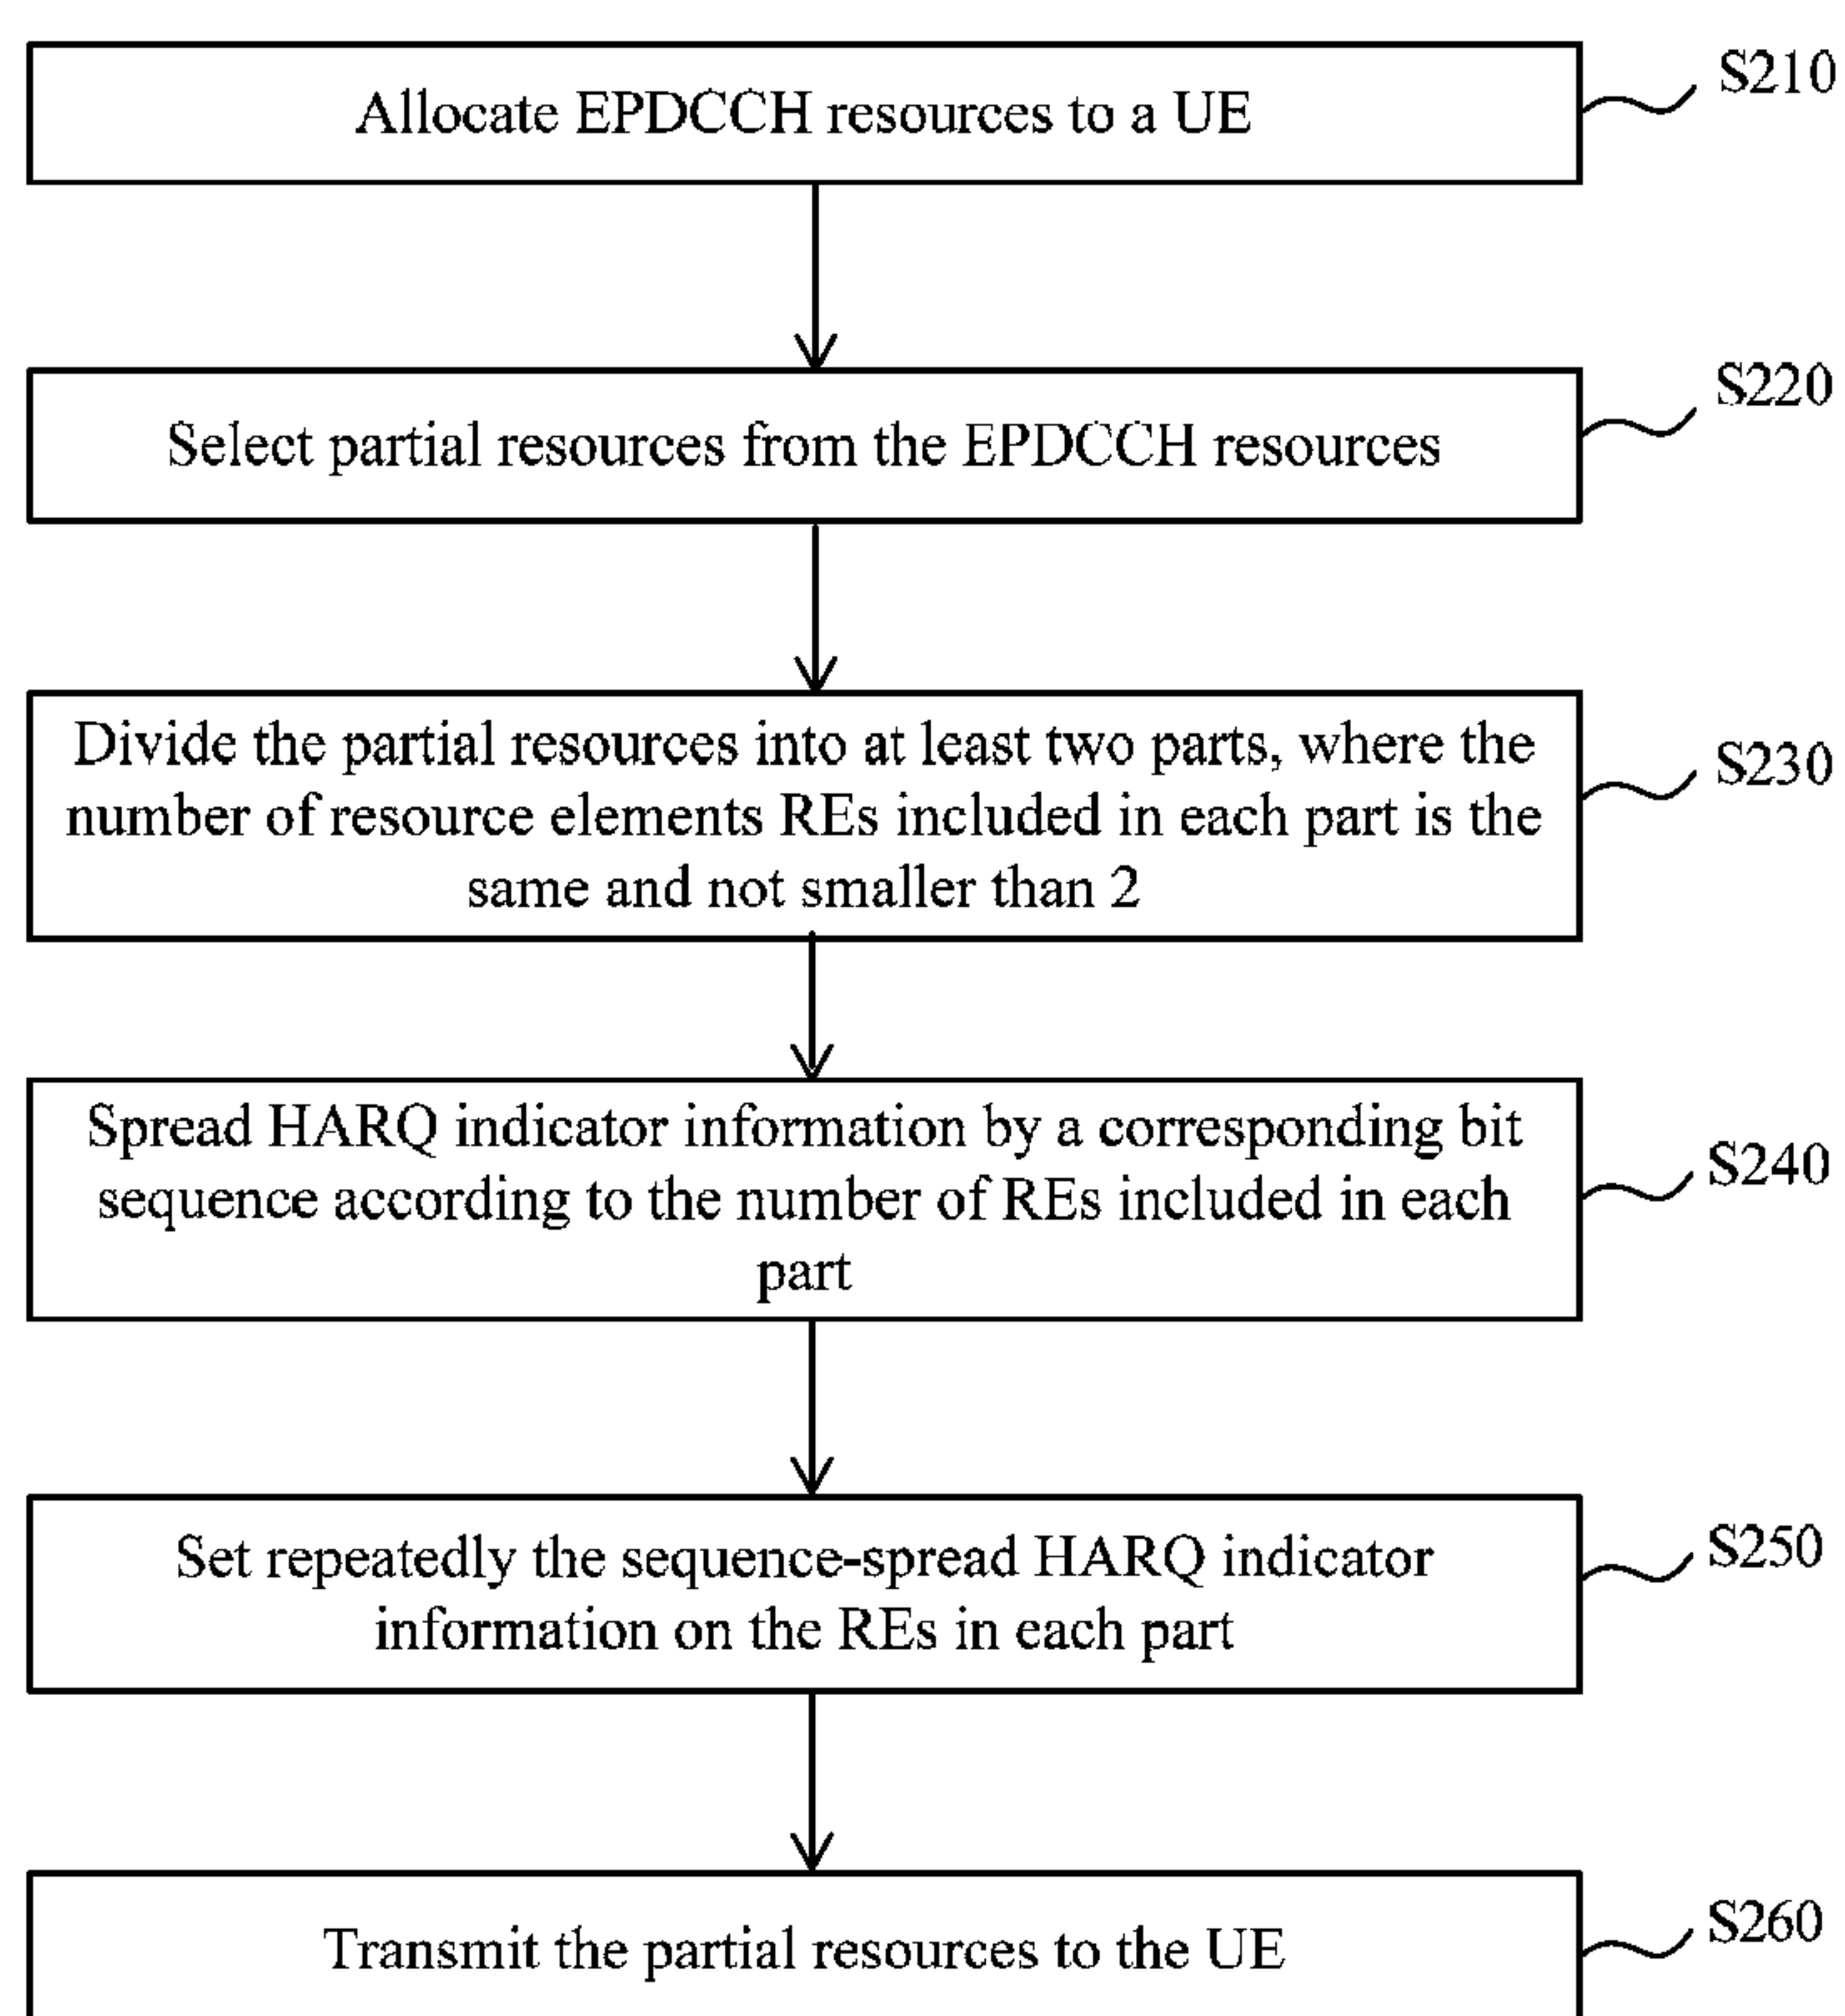 Allocate EPDCCH resources to a UE
S210
Select partial resources from the EPDCCH resources
S220
Divide the partial resources into at least two parts, where the
number of resource elements REs included in each part is the
same and not smaller than 2
S230
Spread HARQ indicator information by a corresponding bit
sequence according to the number of REs included in each
part
S240
Set repeatedly the sequence-spread HARQ indicator
information on the REs in each part
S250
Transmit the partial resources to the UE
S260